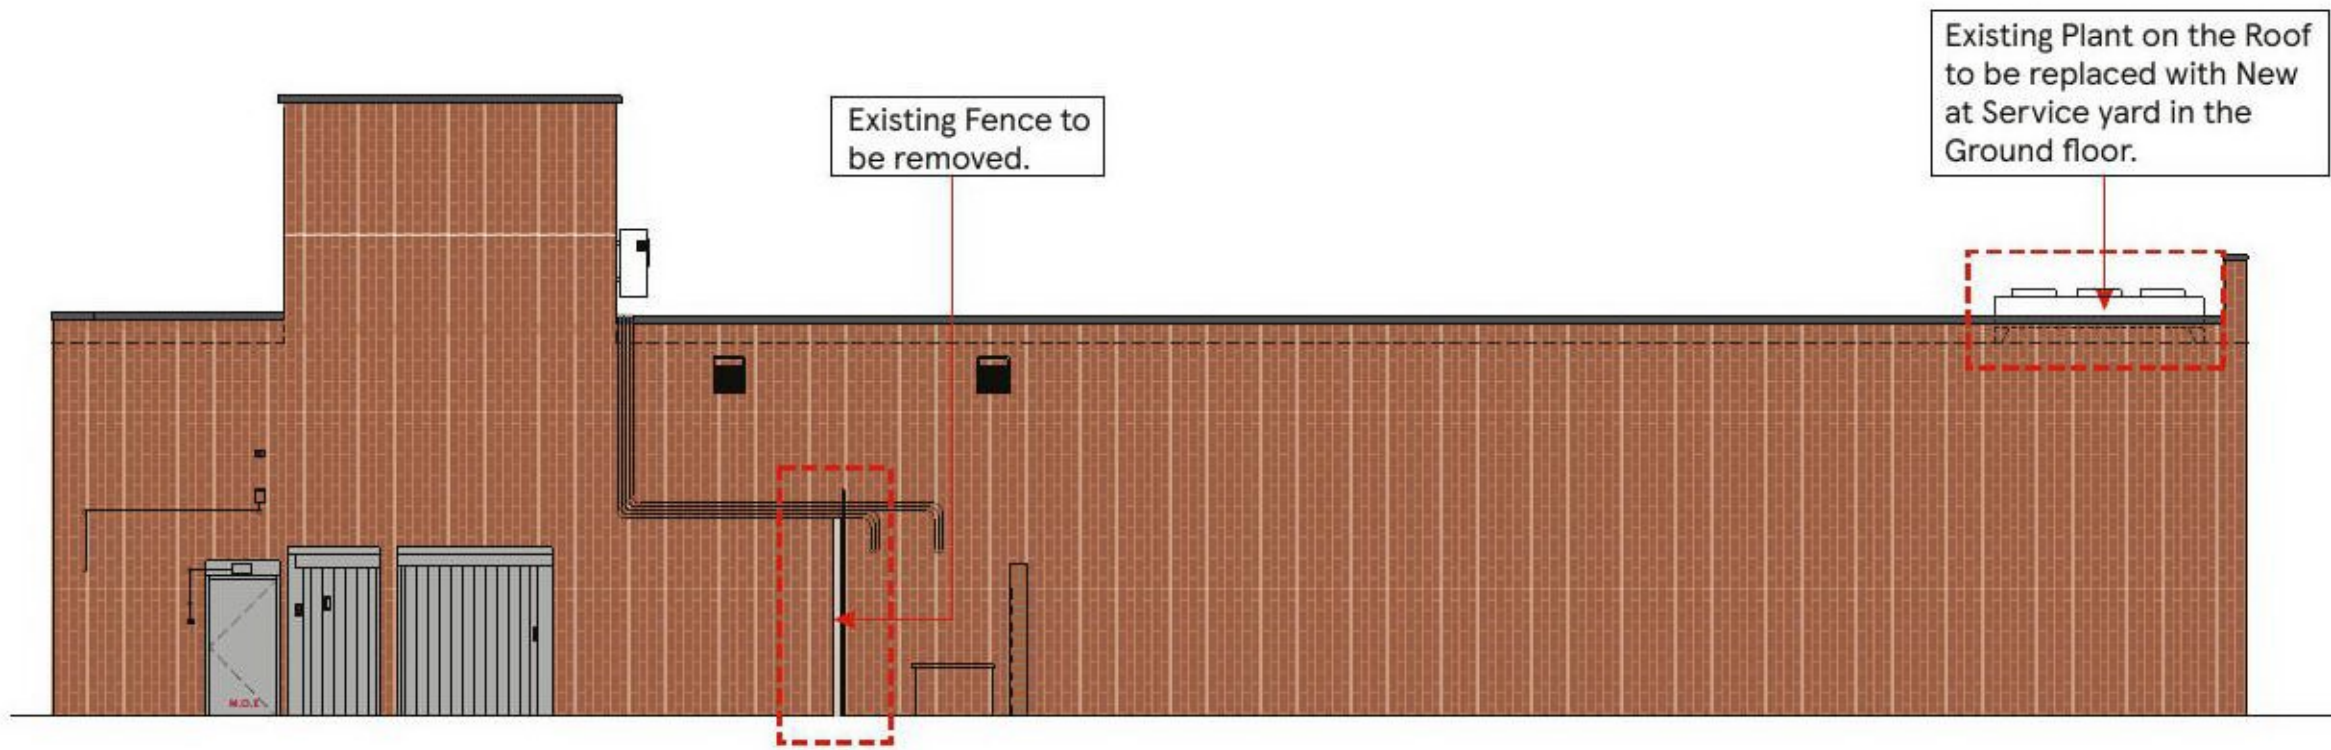 Existing Plant on the Roof
to be replaced with New
at Service yard in the
Ground floor.
Existing Fence to
be removed.
M.O.E